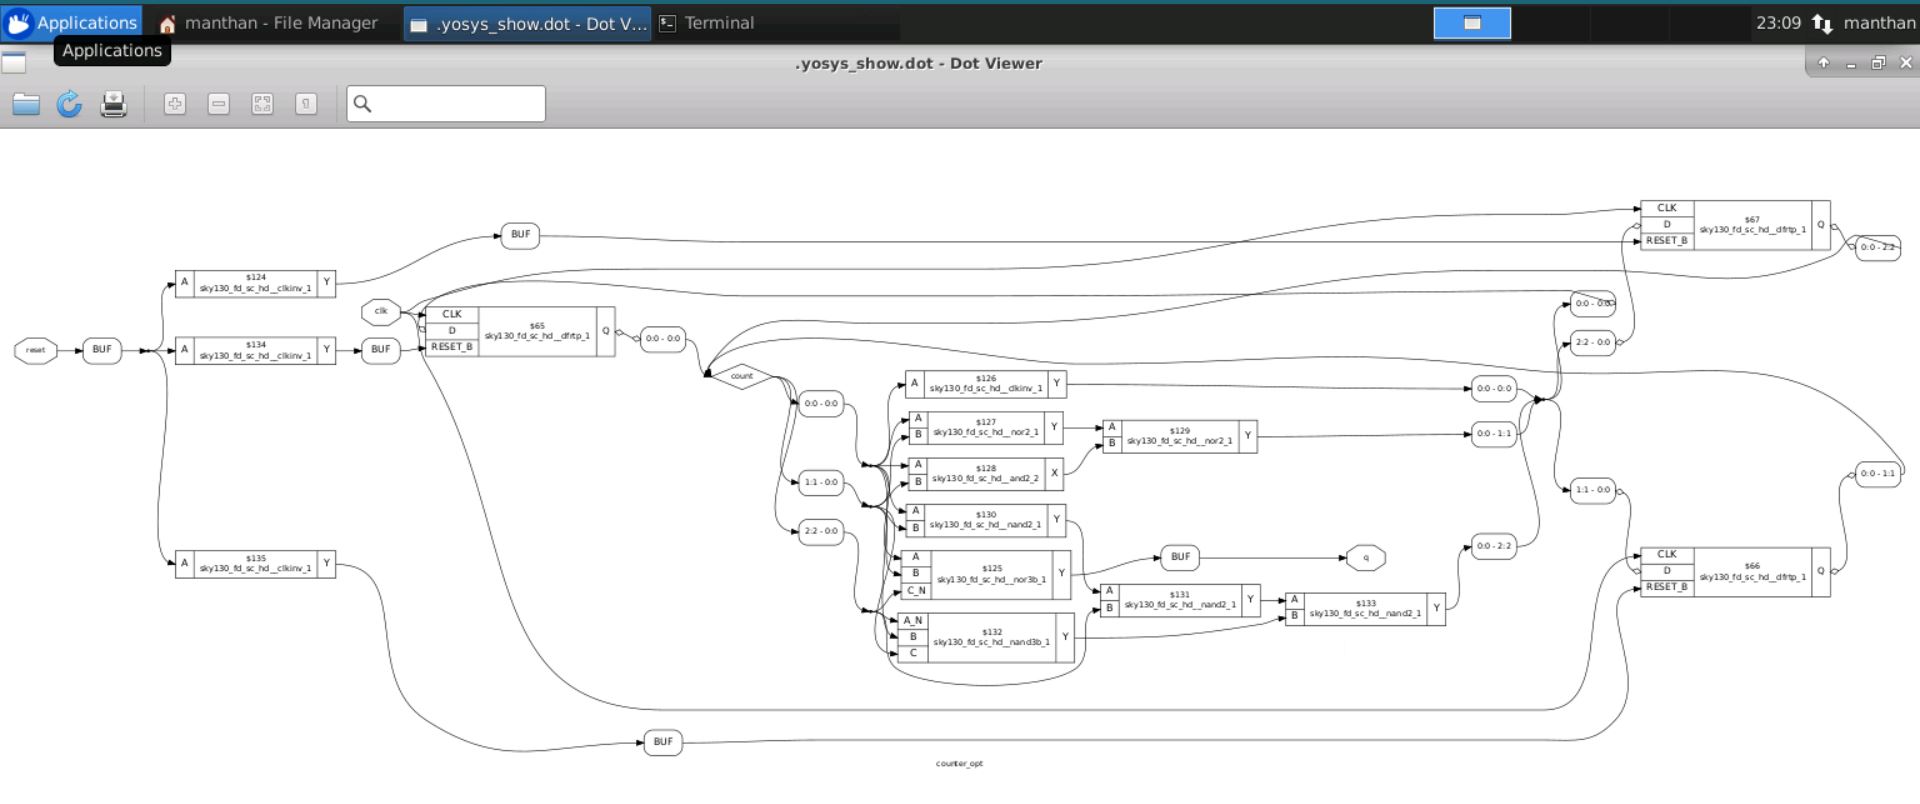 Applications
manthan - File Manager
.yosys_show.dot - Dot V...
Terminal
23:09
manthan
Applications
.yosys_show.dot - Dot Viewer
CLK
D
RESET_B
$67
sky130_fd_sc_hd__dfrtp_1
Q
0:0 - 2:2
BUF
A
$124
sky130_fd_sc_hd__clkinv_1
Y
clk
CLK
D
RESET_B
$65
sky130_fd_sc_hd__dfrtp_1
Q
0:0 - 0:0
0:0 - 0:0
2:2 - 0:0
reset
BUF
A
$134
sky130_fd_sc_hd__clkinv_1
Y
BUF
count
A
$126
sky130_fd_sc_hd__clkinv_1
Y
0:0 - 0:0
0:0 - 0:0
A
B
$127
sky130_fd_sc_hd__nor2_1
Y
A
B
$129
sky130_fd_sc_hd__nor2_1
Y
0:0 - 1:1
A
B
$128
sky130_fd_sc_hd__and2_2
X
1:1 - 0:0
1:1 - 0:0
0:0 - 1:1
A
B
$130
sky130_fd_sc_hd__nand2_1
Y
2:2 - 0:0
0:0 - 2:2
A
$135
sky130_fd_sc_hd__clkinv_1
Y
A
B
C_N
$125
sky130_fd_sc_hd__nor3b_1
Y
BUF
q
CLK
D
RESET_B
$66
sky130_fd_sc_hd__dfrtp_1
Q
A
B
$131
sky130_fd_sc_hd__nand2_1
Y
A
B
$133
sky130_fd_sc_hd__nand2_1
Y
A_N
B
C
$132
sky130_fd_sc_hd__nand3b_1
Y
BUF
counter_opt